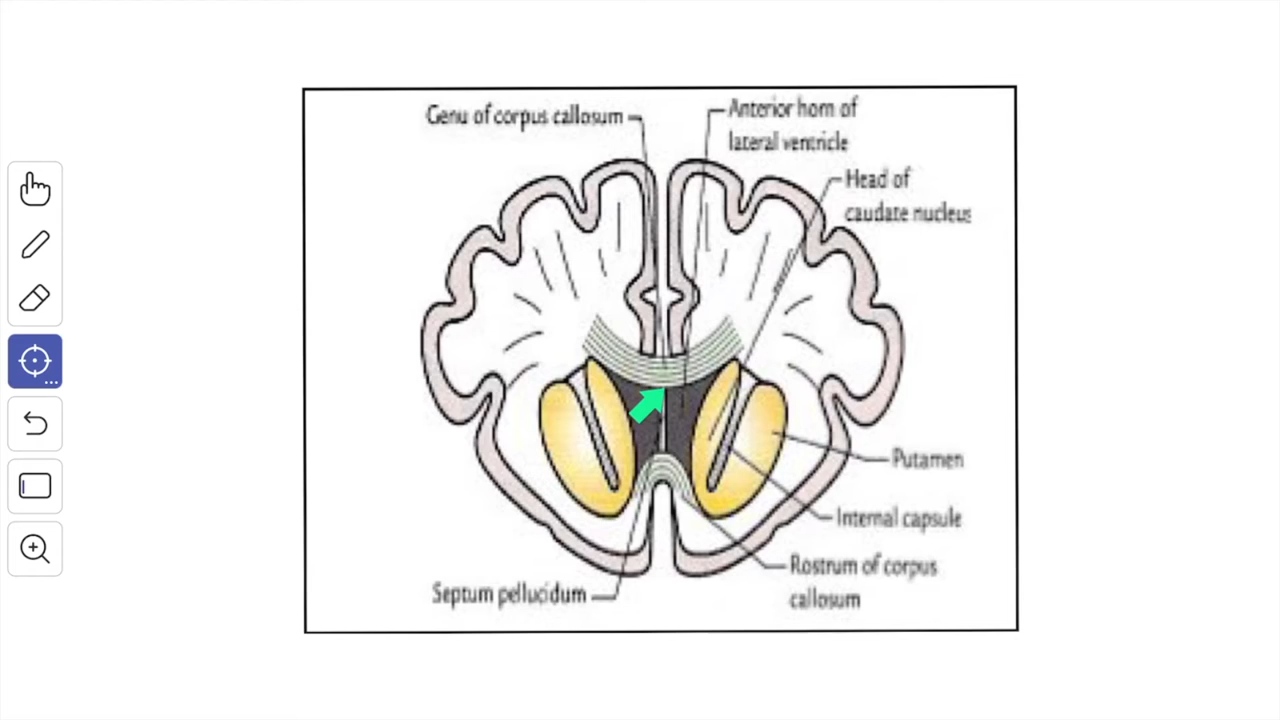 Genu of corpus callosum
Anterior horn of
lateral ventricle
Head of
caudate nucleus
Putamen
Internal capsule
Rostrum of corpus
callosum
Septum pellucidum